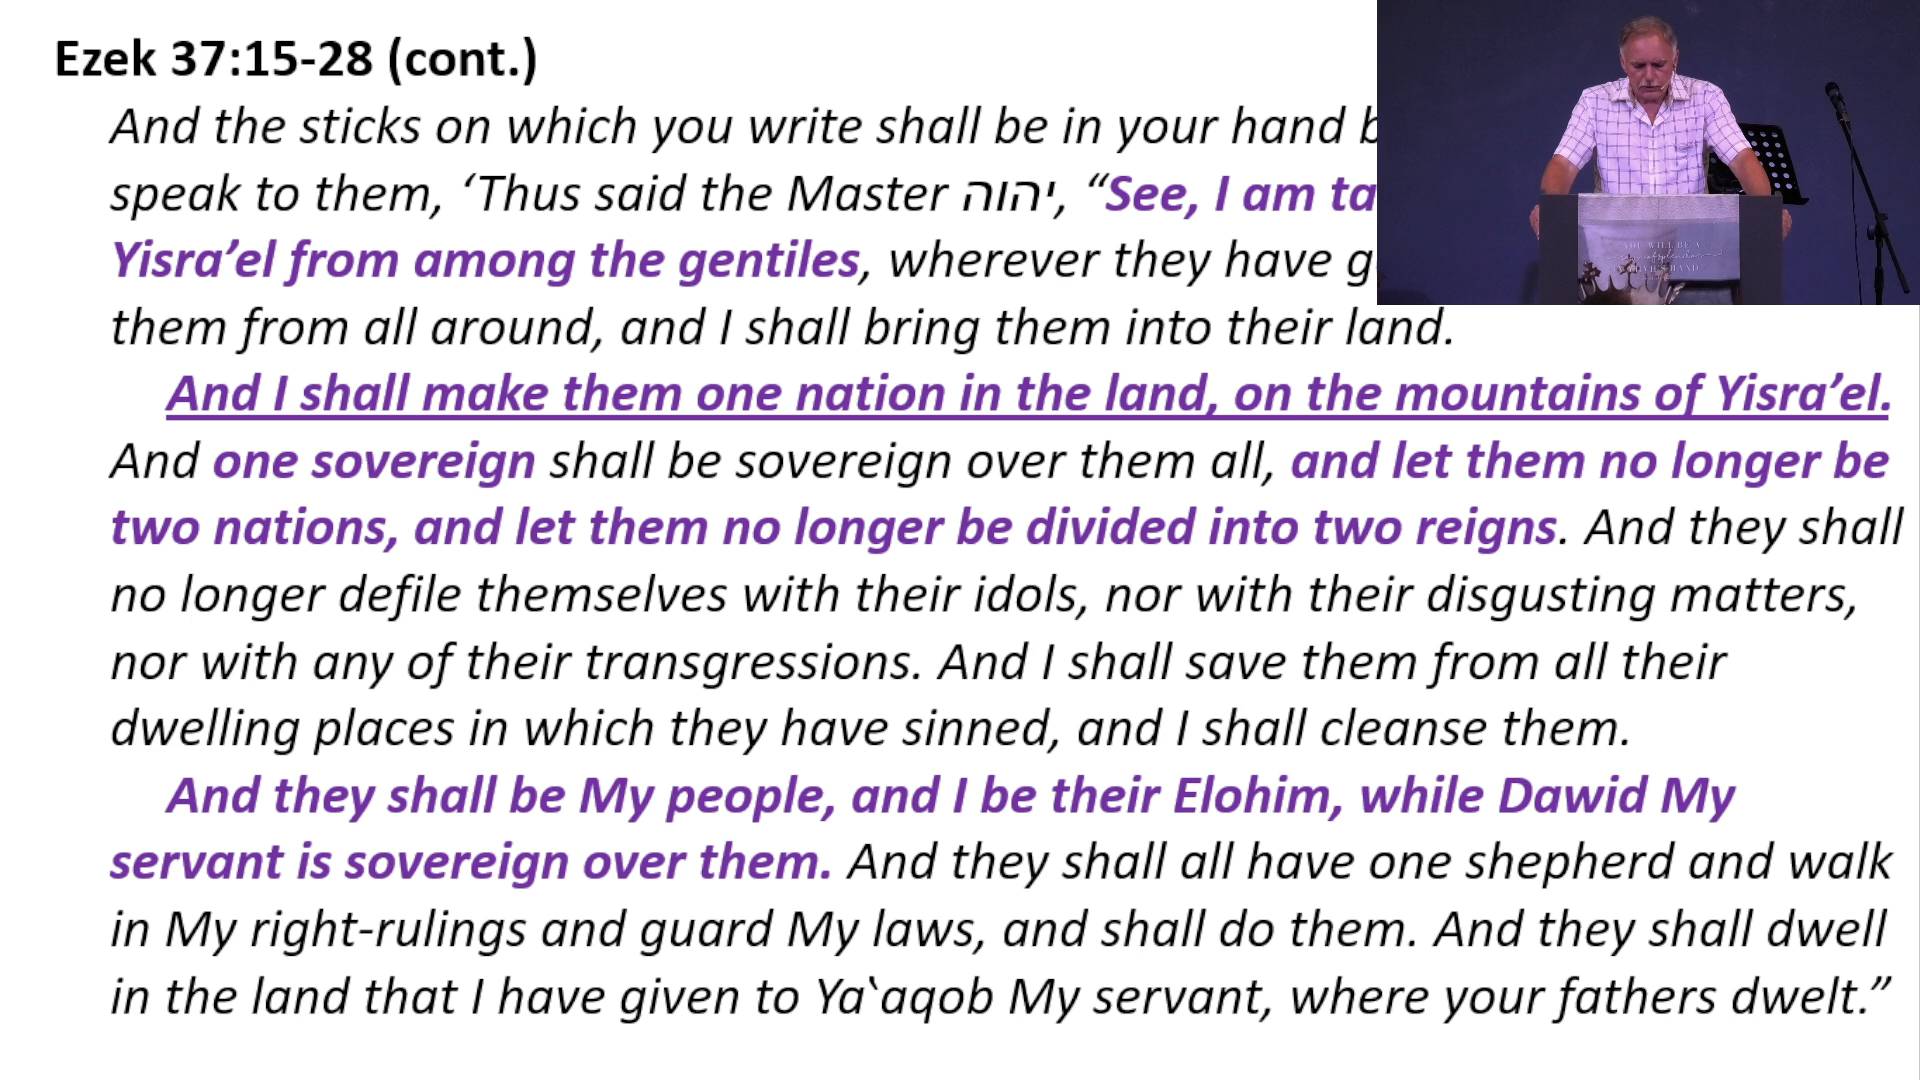 Ezek 37:15-28 (cont.)
And the sticks on which you write shall be in your hand
speak to them, ‘Thus said the Master יהוה, “See, I am
Yisra’el from among the gentiles, wherever they have
them from all around, and I shall bring them into their land.
And I shall make them one nation in the land, on the mountains of Yisra’el.
And one sovereign shall be sovereign over them all, and let them no longer be
two nations, and let them no longer be divided into two reigns. And they shall
no longer defile themselves with their idols, nor with their disgusting matters,
nor with any of their transgressions. And I shall save them from all their
dwelling places in which they have sinned, and I shall cleanse them.
And they shall be My people, and I be their Elohim, while Dawid My
servant is sovereign over them. And they shall all have one shepherd and walk
in My right-rulings and guard My laws, and shall do them. And they shall dwell
in the land that I have given to Ya‛aqob My servant, where your fathers dwelt.”
YOU WILL BE A
HAND